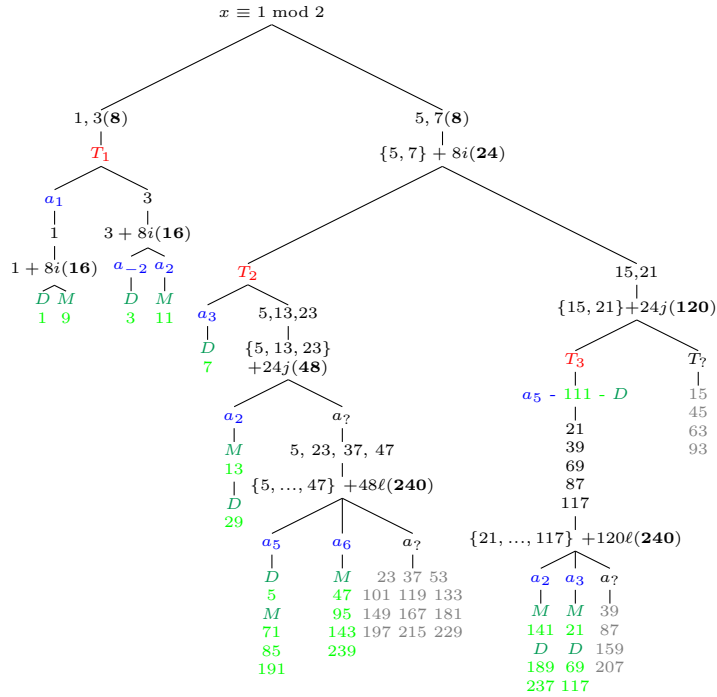 x ≡ 1 mod 2
1, 3(8)
5, 7(8)
T₁
{5, 7} + 8i(24)
a₁
3
1
3 + 8i(16)
1 + 8i(16)
a₋₂ a₂
D M
D M
1 9
3 11
T₂
15,21
a₃
5,13,23
{15, 21}+24j(120)
D
7
{5, 13, 23}
+24j(48)
T₃
T?
a₅ - 111 - D
15
45
63
93
a₂
a?
21
39
69
87
117
M
13
5, 23, 37, 47
D
29
{5, ..., 47} +48ℓ(240)
{21, ..., 117} +120ℓ(240)
a₅
a₆
a?
D
5
M
71
85
191
M
47
95
143
239
23 37 53
101 119 133
149 167 181
197 215 229
a₂ a₃ a?
M
141
D
189
237
M
21
D
69
117
39
87
159
207